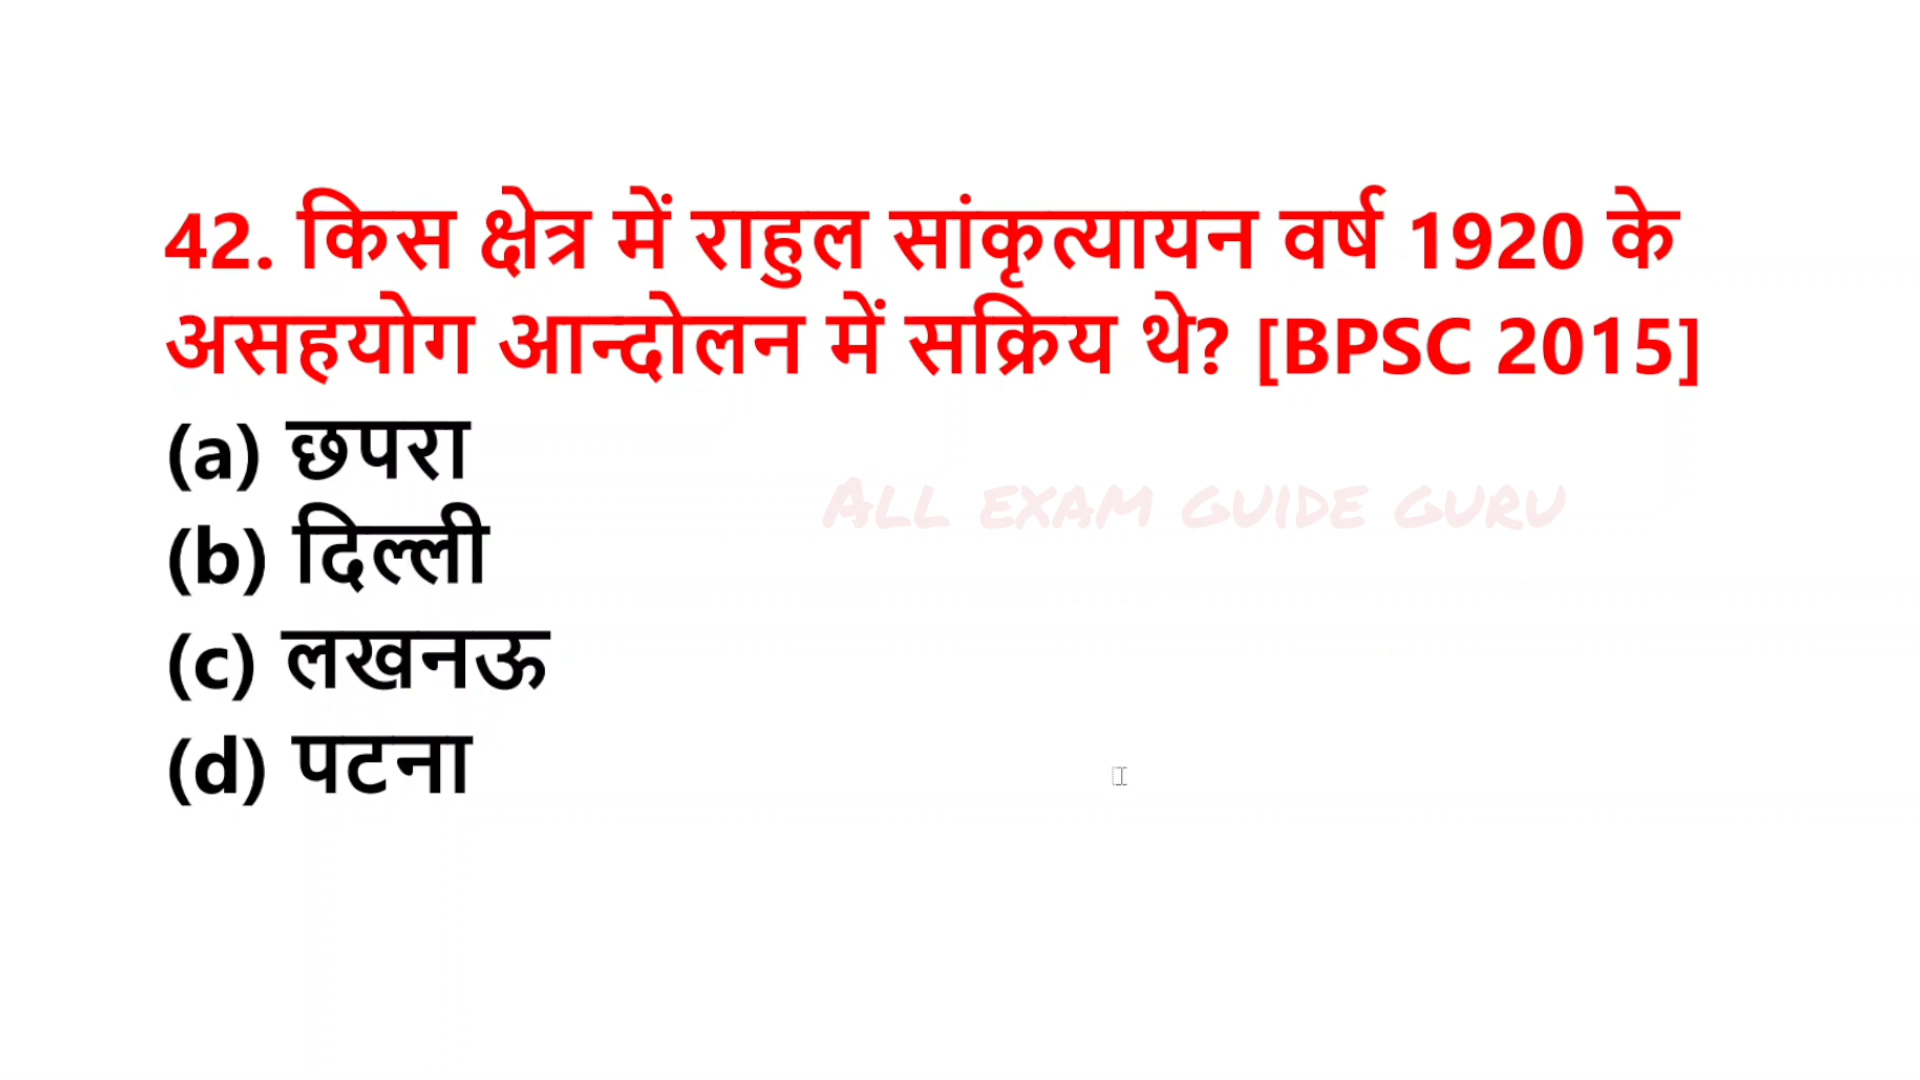 42. किस क्षेत्र में राहुल सांकृत्यायन वर्ष 1920 के
असहयोग आन्दोलन में सक्रिय थे? [BPSC 2015]
(a) छपरा
All exam guide guru
(b) दिल्ली
(c) लखनऊ
(d) पटना